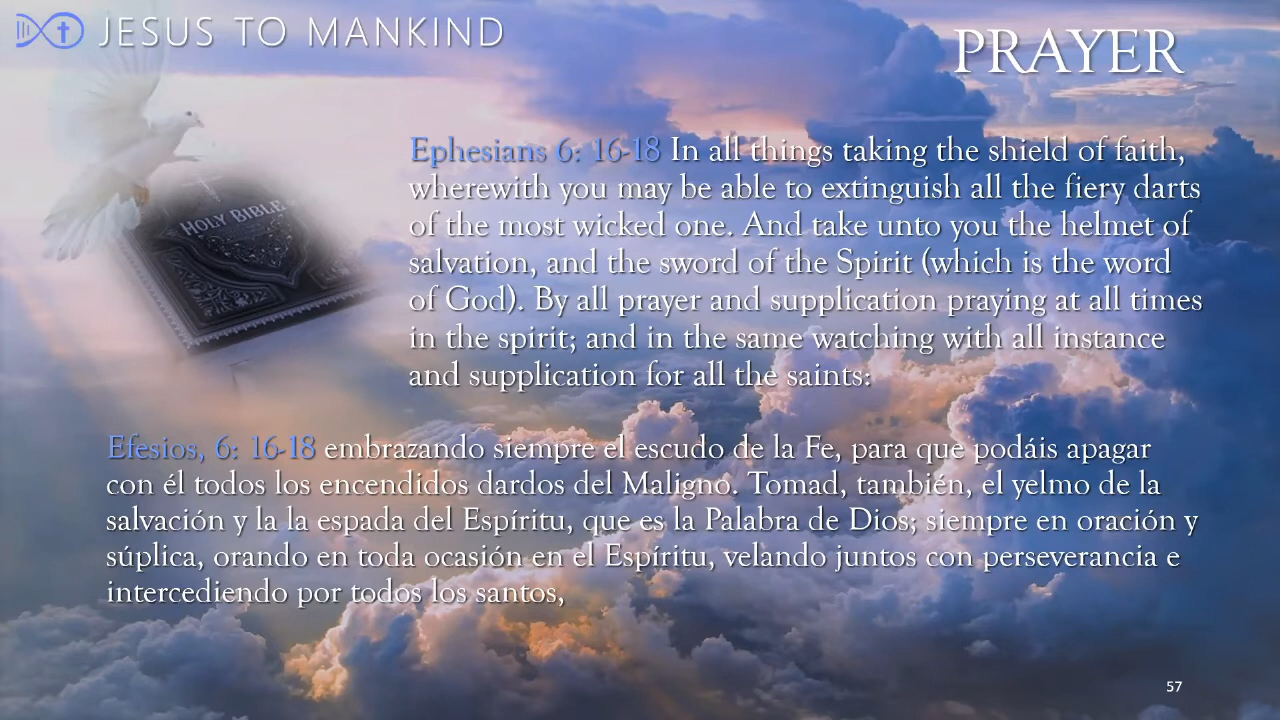 JESUS TO MANKIND
PRAYER
HOLY BIBLE
Ephesians 6: 16-18 In all things taking the shield of faith,
wherewith you may be able to extinguish all the fiery darts
of the most wicked one. And take unto you the helmet of
salvation, and the sword of the Spirit (which is the word
of God). By all prayer and supplication praying at all times
in the spirit; and in the same watching with all instance
and supplication for all the saints:
Efesios, 6: 16-18 embrazando siempre el escudo de la Fe, para que podáis apagar
con él todos los encendidos dardos del Maligno. Tomad, también, el yelmo de la
salvación y la la espada del Espíritu, que es la Palabra de Dios; siempre en oración y
súplica, orando en toda ocasión en el Espíritu, velando juntos con perseverancia e
intercediendo por todos los santos,
57